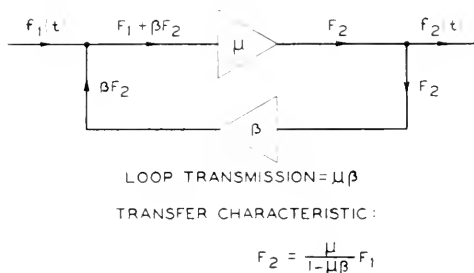 f₁(t) F₁ + βF₂ μ F₂ f₂(t)
βF₂ β F₂
LOOP TRANSMISSION = μβ
TRANSFER CHARACTERISTIC:
F₂ = μ / (1-μβ) F₁